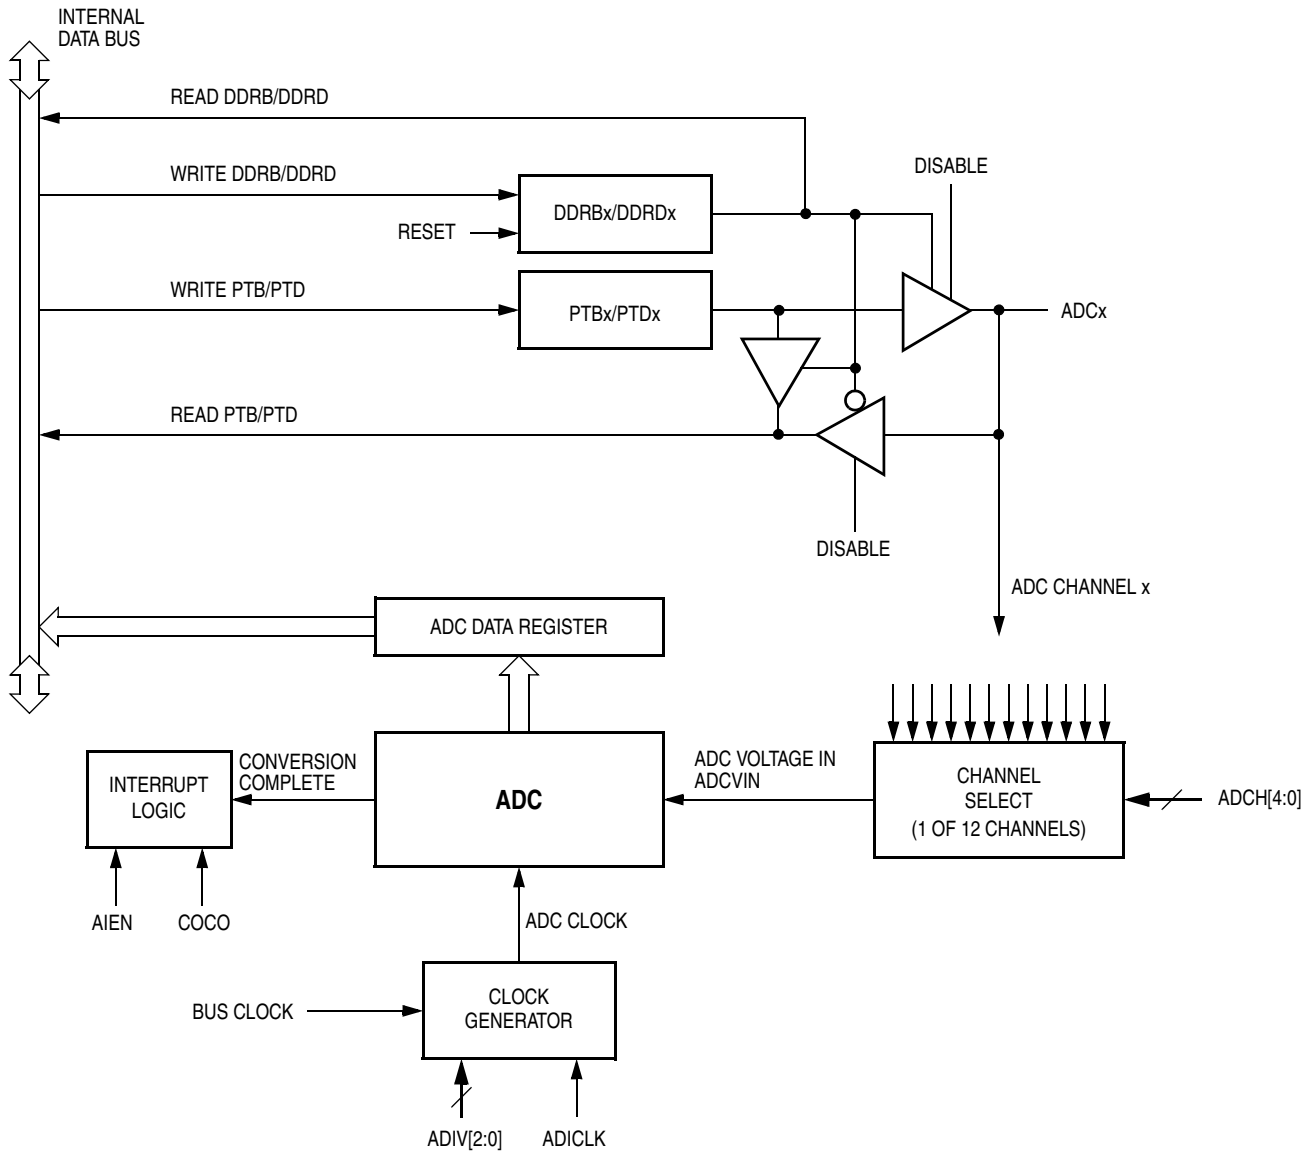 INTERNAL
DATA BUS
READ DDRB/DDRD
WRITE DDRB/DDRD
DISABLE
DDRBx/DDRDx
RESET
WRITE PTB/PTD
PTBx/PTDx
ADCx
READ PTB/PTD
DISABLE
ADC CHANNEL x
ADC DATA REGISTER
INTERRUPT
LOGIC
CONVERSION
COMPLETE
ADC
ADC VOLTAGE IN
ADCVIN
CHANNEL
SELECT
(1 OF 12 CHANNELS)
ADCH[4:0]
AIEN
COCO
ADC CLOCK
BUS CLOCK
CLOCK
GENERATOR
ADIV[2:0]
ADICLK